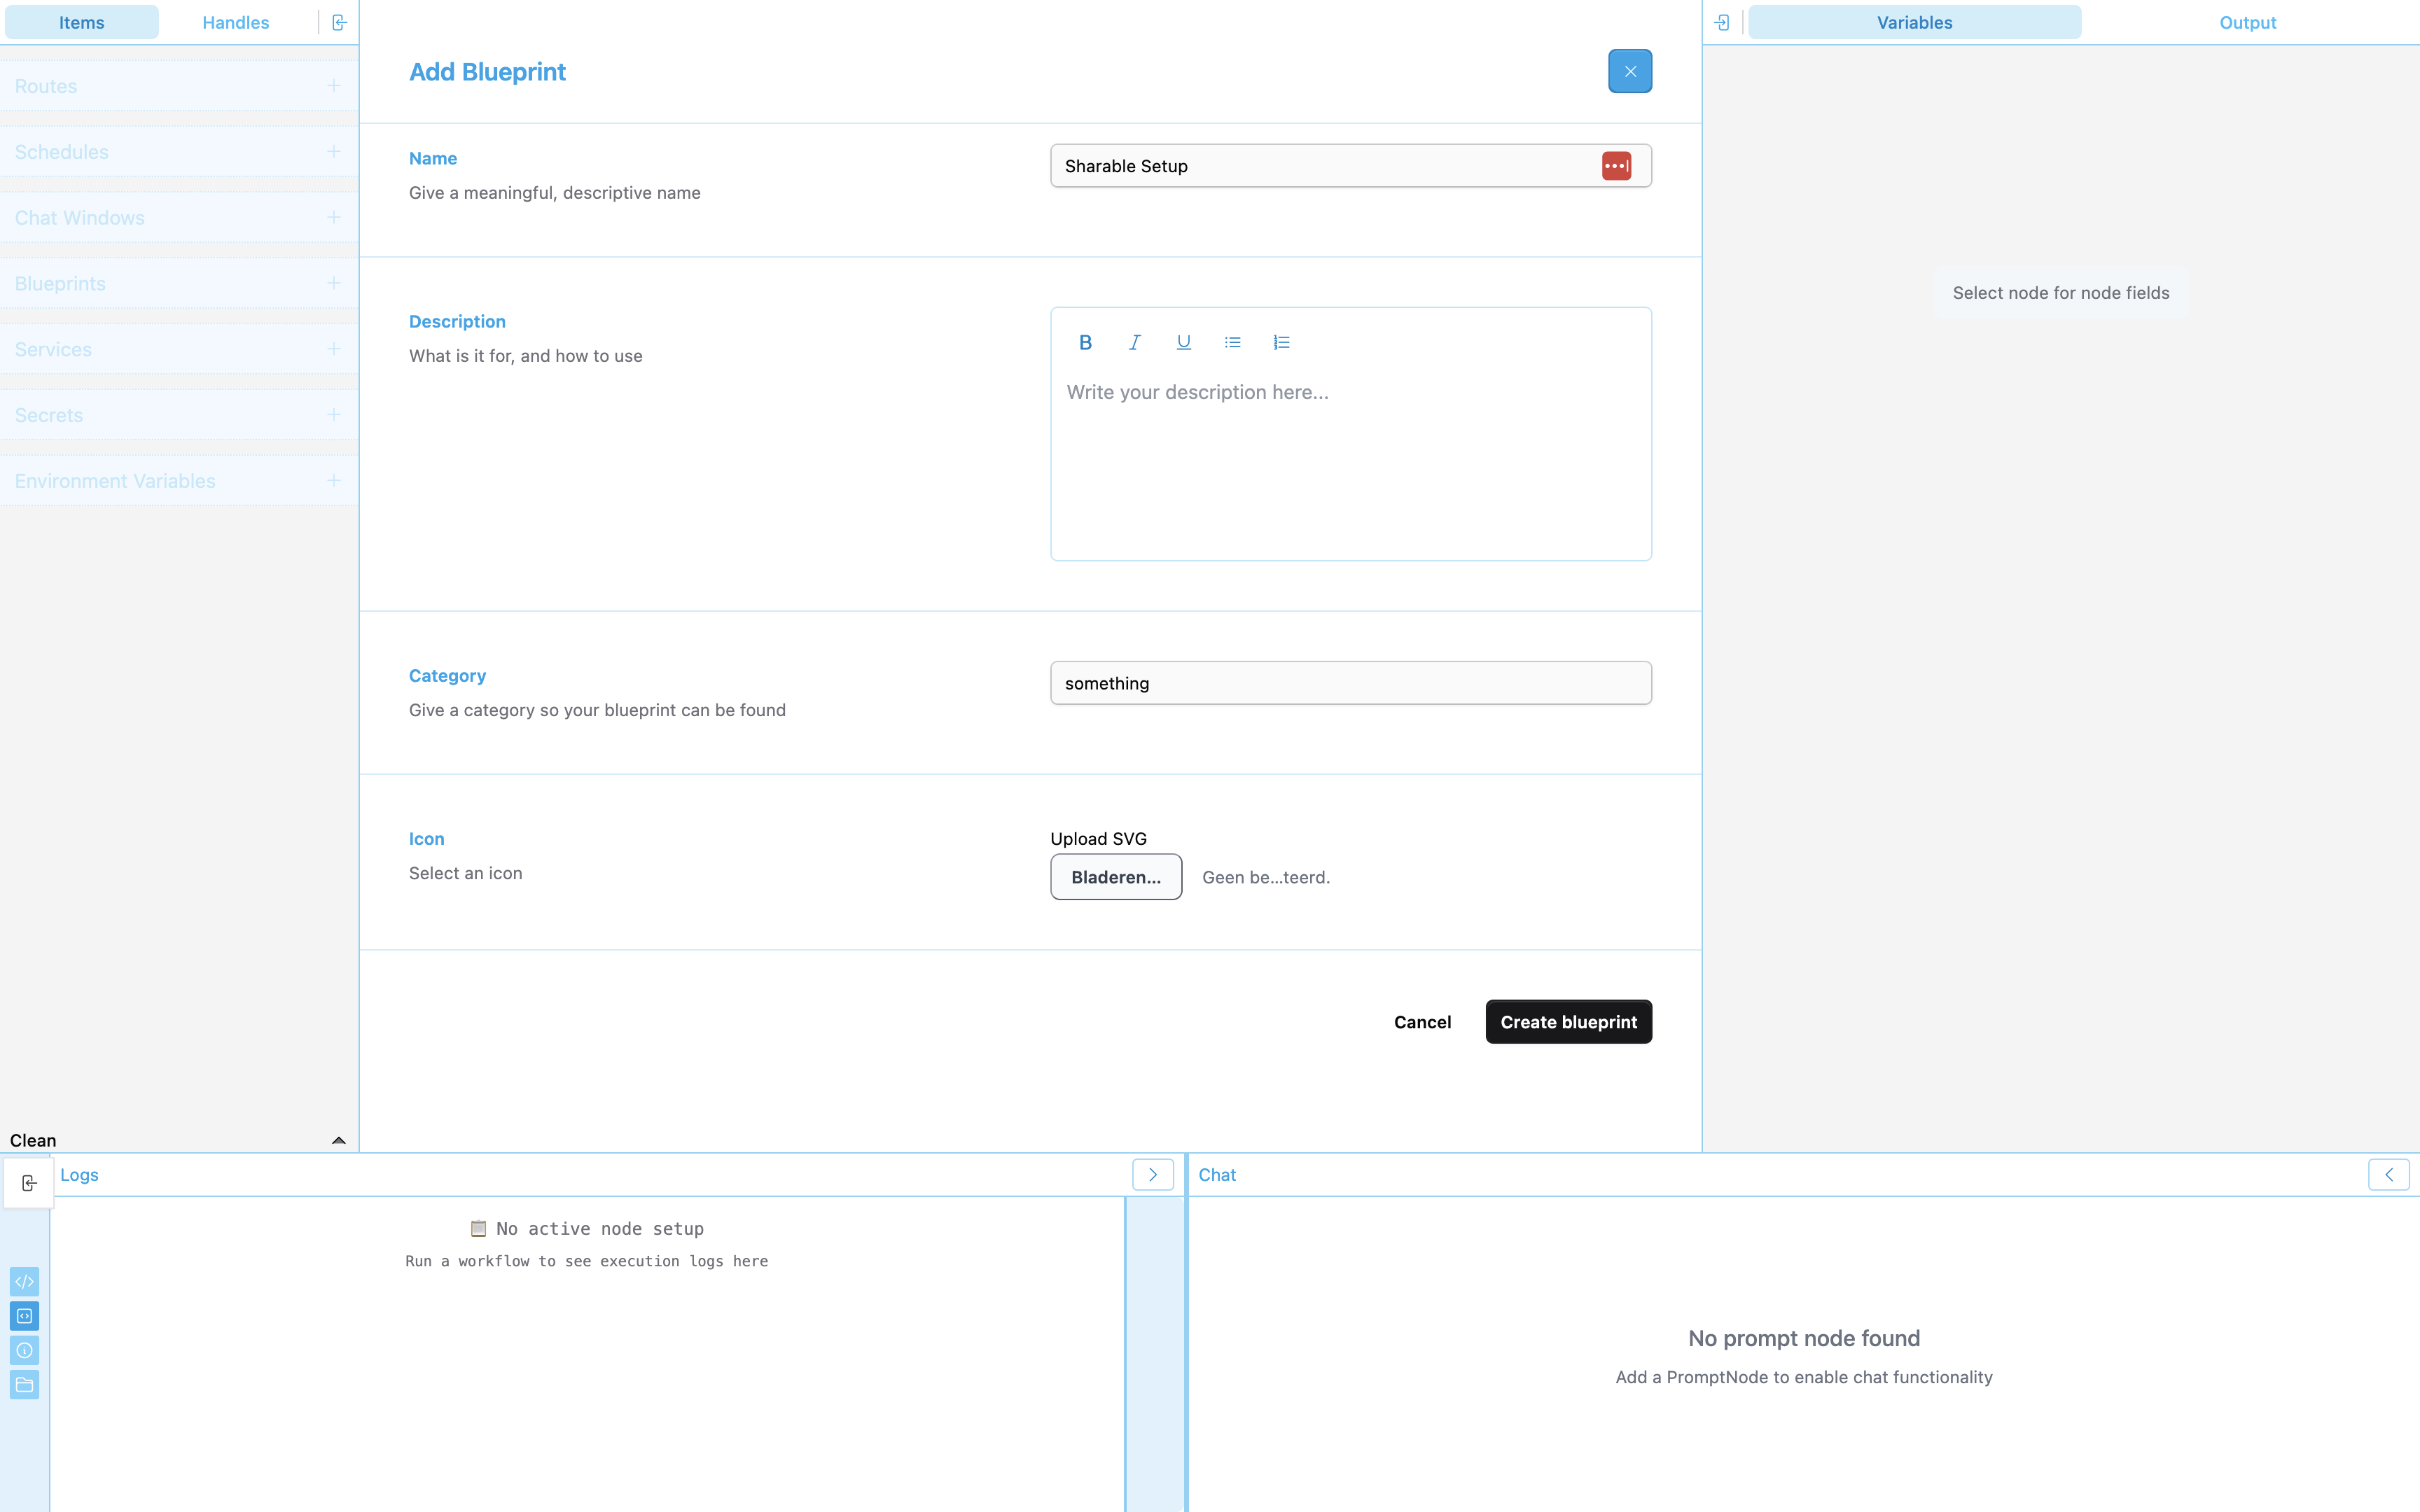 Items
Handles
Variables
Output
Routes
Schedules
Chat Windows
Blueprints
Services
Secrets
Environment Variables
Clean
Add Blueprint
Name
Give a meaningful, descriptive name
Sharable Setup
Description
What is it for, and how to use
B I U
Write your description here...
Category
Give a category so your blueprint can be found
something
Icon
Select an icon
Upload SVG
Bladeren...
Geen be...teerd.
Cancel
Create blueprint
Select node for node fields
Logs
No active node setup
Run a workflow to see execution logs here
Chat
No prompt node found
Add a PromptNode to enable chat functionality